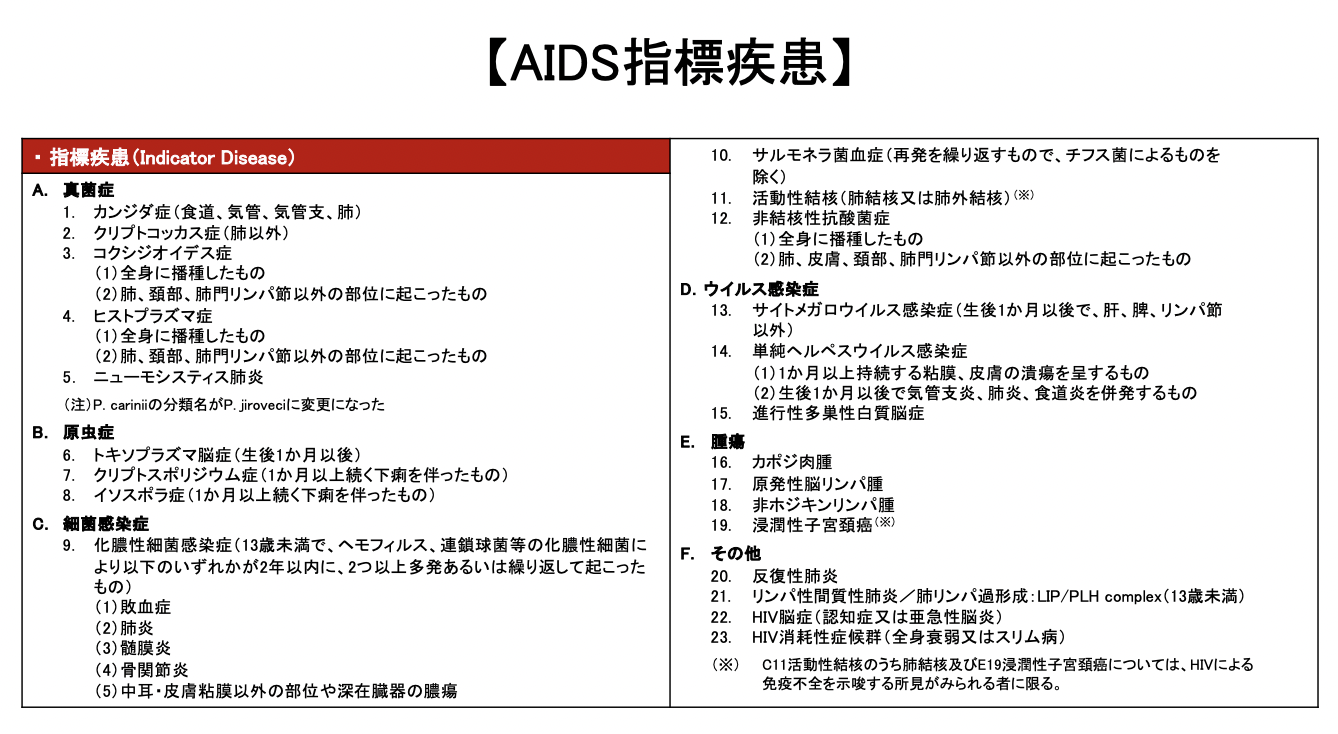 【AIDS指標疾患】
・ 指標疾患（Indicator Disease）
A. 真菌症
1. カンジダ症（食道、気管、気管支、肺）
2. クリプトコッカス症（肺以外）
3. コクシジオイデス症
（1）全身に播種したもの
（2）肺、頚部、肺門リンパ節以外の部位に起こったもの
4. ヒストプラズマ症
（1）全身に播種したもの
（2）肺、頚部、肺門リンパ節以外の部位に起こったもの
5. ニューモシスティス肺炎
（注）P. cariniiの分類名がP. jiroveciに変更になった
B. 原虫症
6. トキソプラズマ脳症（生後1か月以後）
7. クリプトスポリジウム症（1か月以上続く下痢を伴ったもの）
8. イソスポラ症（1か月以上続く下痢を伴ったもの）
C. 細菌感染症
9. 化膿性細菌感染症（13歳未満で、ヘモフィルス、連鎖球菌等の化膿性細菌に
より以下のいずれかが2年以内に、2つ以上多発あるいは繰り返して起こった
もの）
（1）敗血症
（2）肺炎
（3）髄膜炎
（4）骨関節炎
（5）中耳・皮膚粘膜以外の部位や深在臓器の膿瘍
10. サルモネラ菌血症（再発を繰り返すもので、チフス菌によるものを
除く）
11. 活動性結核（肺結核又は肺外結核）（※）
12. 非結核性抗酸菌症
（1）全身に播種したもの
（2）肺、皮膚、頚部、肺門リンパ節以外の部位に起こったもの
D. ウイルス感染症
13. サイトメガロウイルス感染症（生後1か月以後で、肝、脾、リンパ節
以外）
14. 単純ヘルペスウイルス感染症
（1）1か月以上持続する粘膜、皮膚の潰瘍を呈するもの
（2）生後1か月以後で気管支炎、肺炎、食道炎を併発するもの
15. 進行性多巣性白質脳症
E. 腫瘍
16. カポジ肉腫
17. 原発性脳リンパ腫
18. 非ホジキンリンパ腫
19. 浸潤性子宮頚癌（※）
F. その他
20. 反復性肺炎
21. リンパ性間質性肺炎／肺リンパ過形成：LIP/PLH complex（13歳未満）
22. HIV脳症（認知症又は亜急性脳炎）
23. HIV消耗性症候群（全身衰弱又はスリム病）
（※） C11活動性結核のうち肺結核及びE19浸潤性子宮頚癌については、HIVによる
免疫不全を示唆する所見がみられる者に限る。